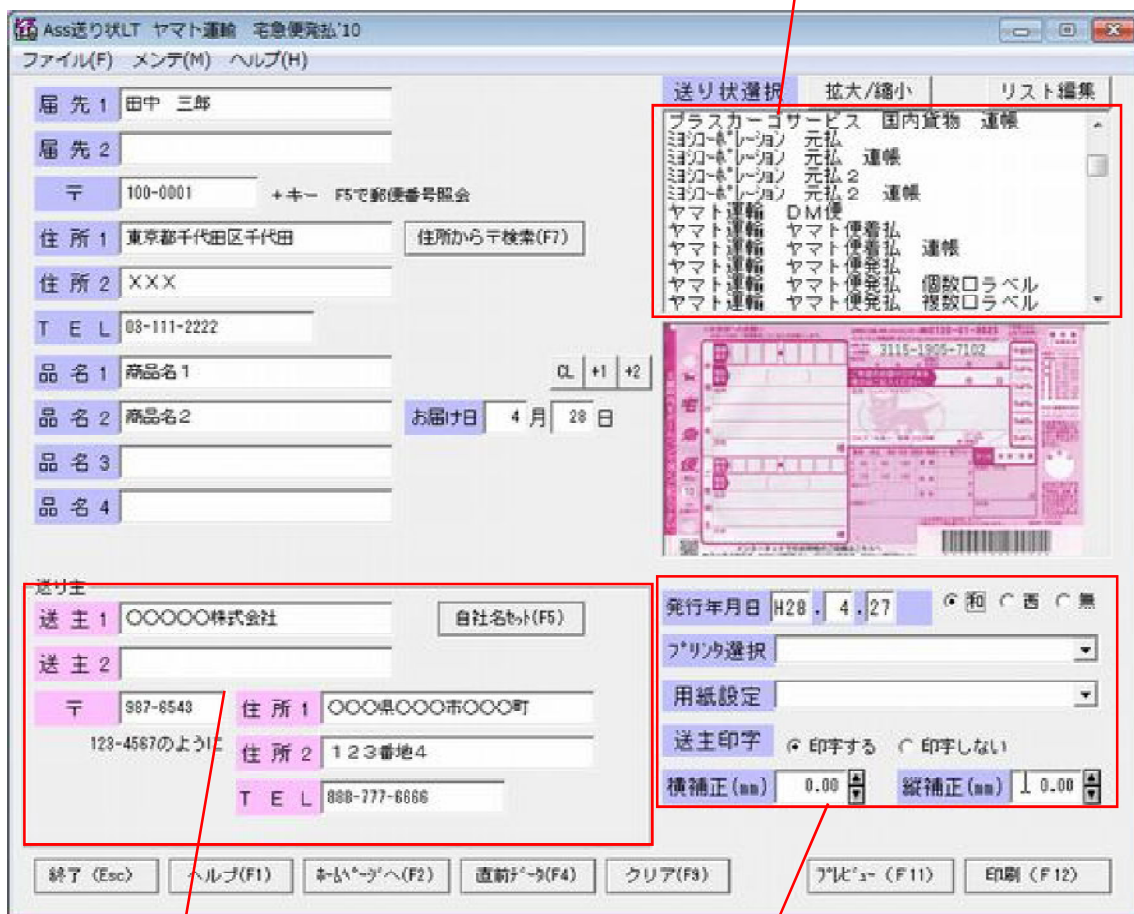 Ass送り状LT ヤマト運輸 宅急便発払'10
ファイル(F) メンテ(M) ヘルプ(H)
届先1 田中 三郎
届先2
〒 100-0001 +キー F5で郵便番号照会
住所1 東京都千代田区千代田 住所から〒検索(F7)
住所2 ×××
TEL 03-111-2222
品名1 商品名1 CL +1 +2
品名2 商品名2 お届け日 4月 28日
品名3
品名4
送り状選択 拡大/縮小 リスト編集
プラスカーゴサービス 国内貨物 連帳
ミヨシコーポレーション 元払
ミヨシコーポレーション 元払 連帳
ミヨシコーポレーション 元払2
ミヨシコーポレーション 元払2 連帳
ヤマト運輸 DM便
ヤマト運輸 ヤマト便着払
ヤマト運輸 ヤマト便着払 連帳
ヤマト運輸 ヤマト便発払
ヤマト運輸 ヤマト便発払 個数口ラベル
ヤマト運輸 ヤマト便発払 複数口ラベル
3115-1905-7102
送り主
送主1 ○○○○○株式会社 自社名セット(F5)
送主2
〒 987-6543 住所1 ○○○県○○○市○○○町
123-4567のように 住所2 123番地4
TEL 888-777-6666
発行年月日 H28.4.27 和 西 無
プリンタ選択
用紙設定
送主印字 印字する 印字しない
横補正(mm) 0.00 縦補正(mm) 0.00
終了(Esc) ヘルプ(F1) ホームページへ(F2) 直前データ(F4) クリア(F9) プレビュー(F11) 印刷(F12)